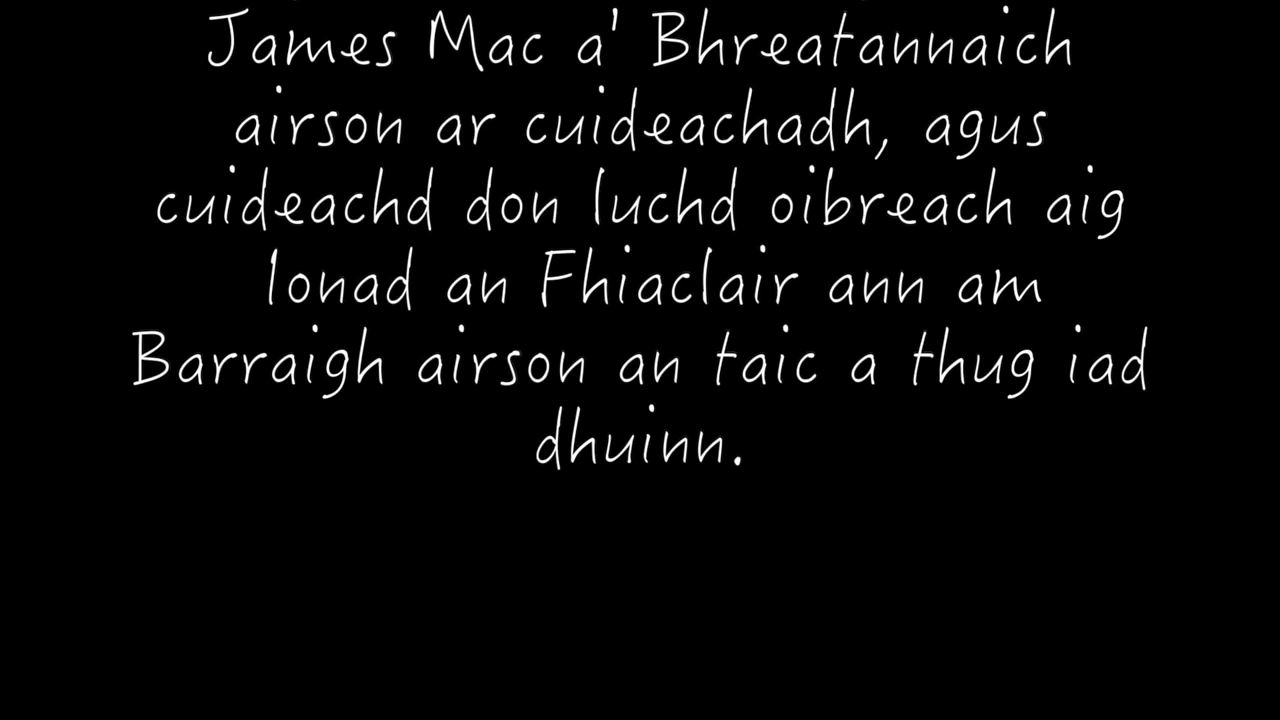 James Mac a' Bhreatannaich
airson ar cuideachadh, agus
cuideachd don luchd oibreach aig
Ionad an Fhiaclair ann am
Barraigh airson an taic a thug iad
dhuinn.